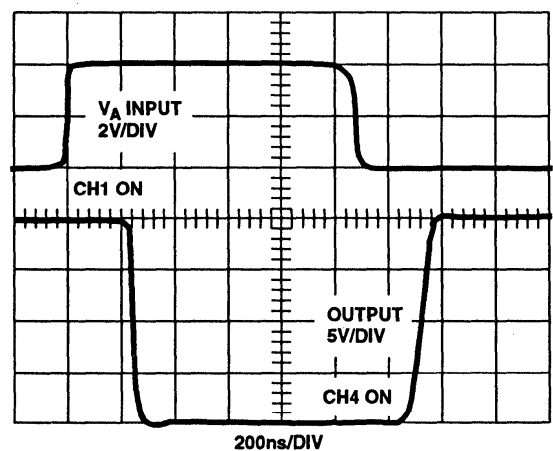 VA INPUT
2V/DIV
CH1 ON
OUTPUT
5V/DIV
CH4 ON
200ns/DIV